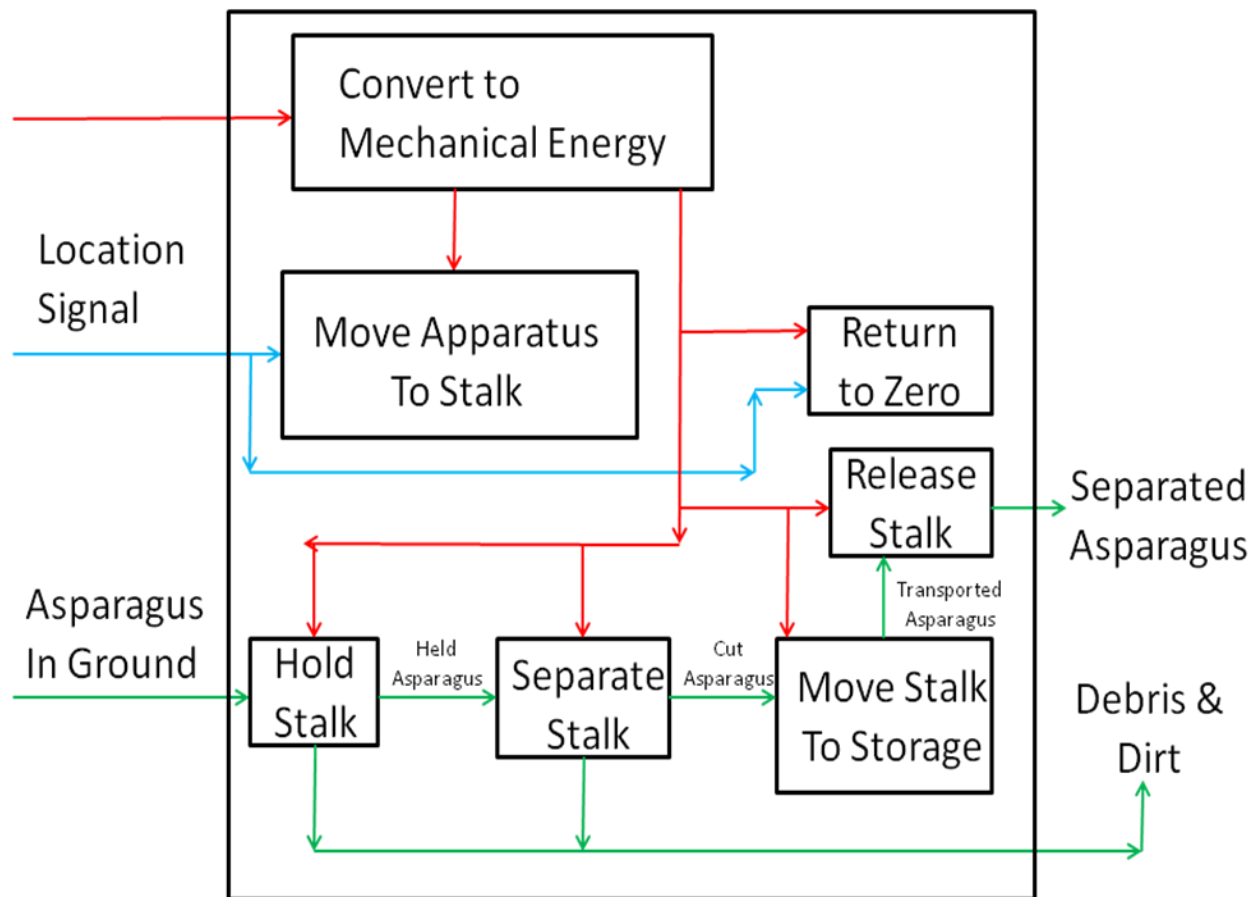 Convert to
Mechanical Energy
Location
Signal
Move Apparatus
To Stalk
Return
to Zero
Release
Stalk
Separated
Asparagus
Asparagus
In Ground
Hold
Stalk
Held
Asparagus
Separate
Stalk
Cut
Asparagus
Move Stalk
To Storage
Transported
Asparagus
Debris &
Dirt